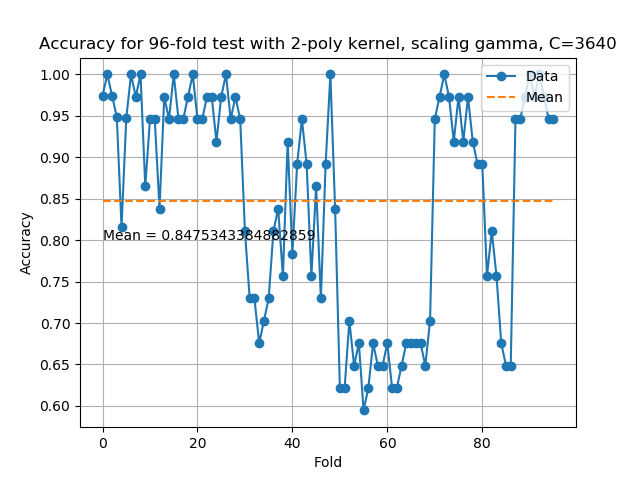 Accuracy for 96-fold test with 2-poly kernel, scaling gamma, C=3640
1.00
0.95
0.90
0.85
0.80
0.75
0.70
0.65
0.60
Accuracy
Data
Mean
Mean = 0.8475343384882859
0
20
40
60
80
Fold